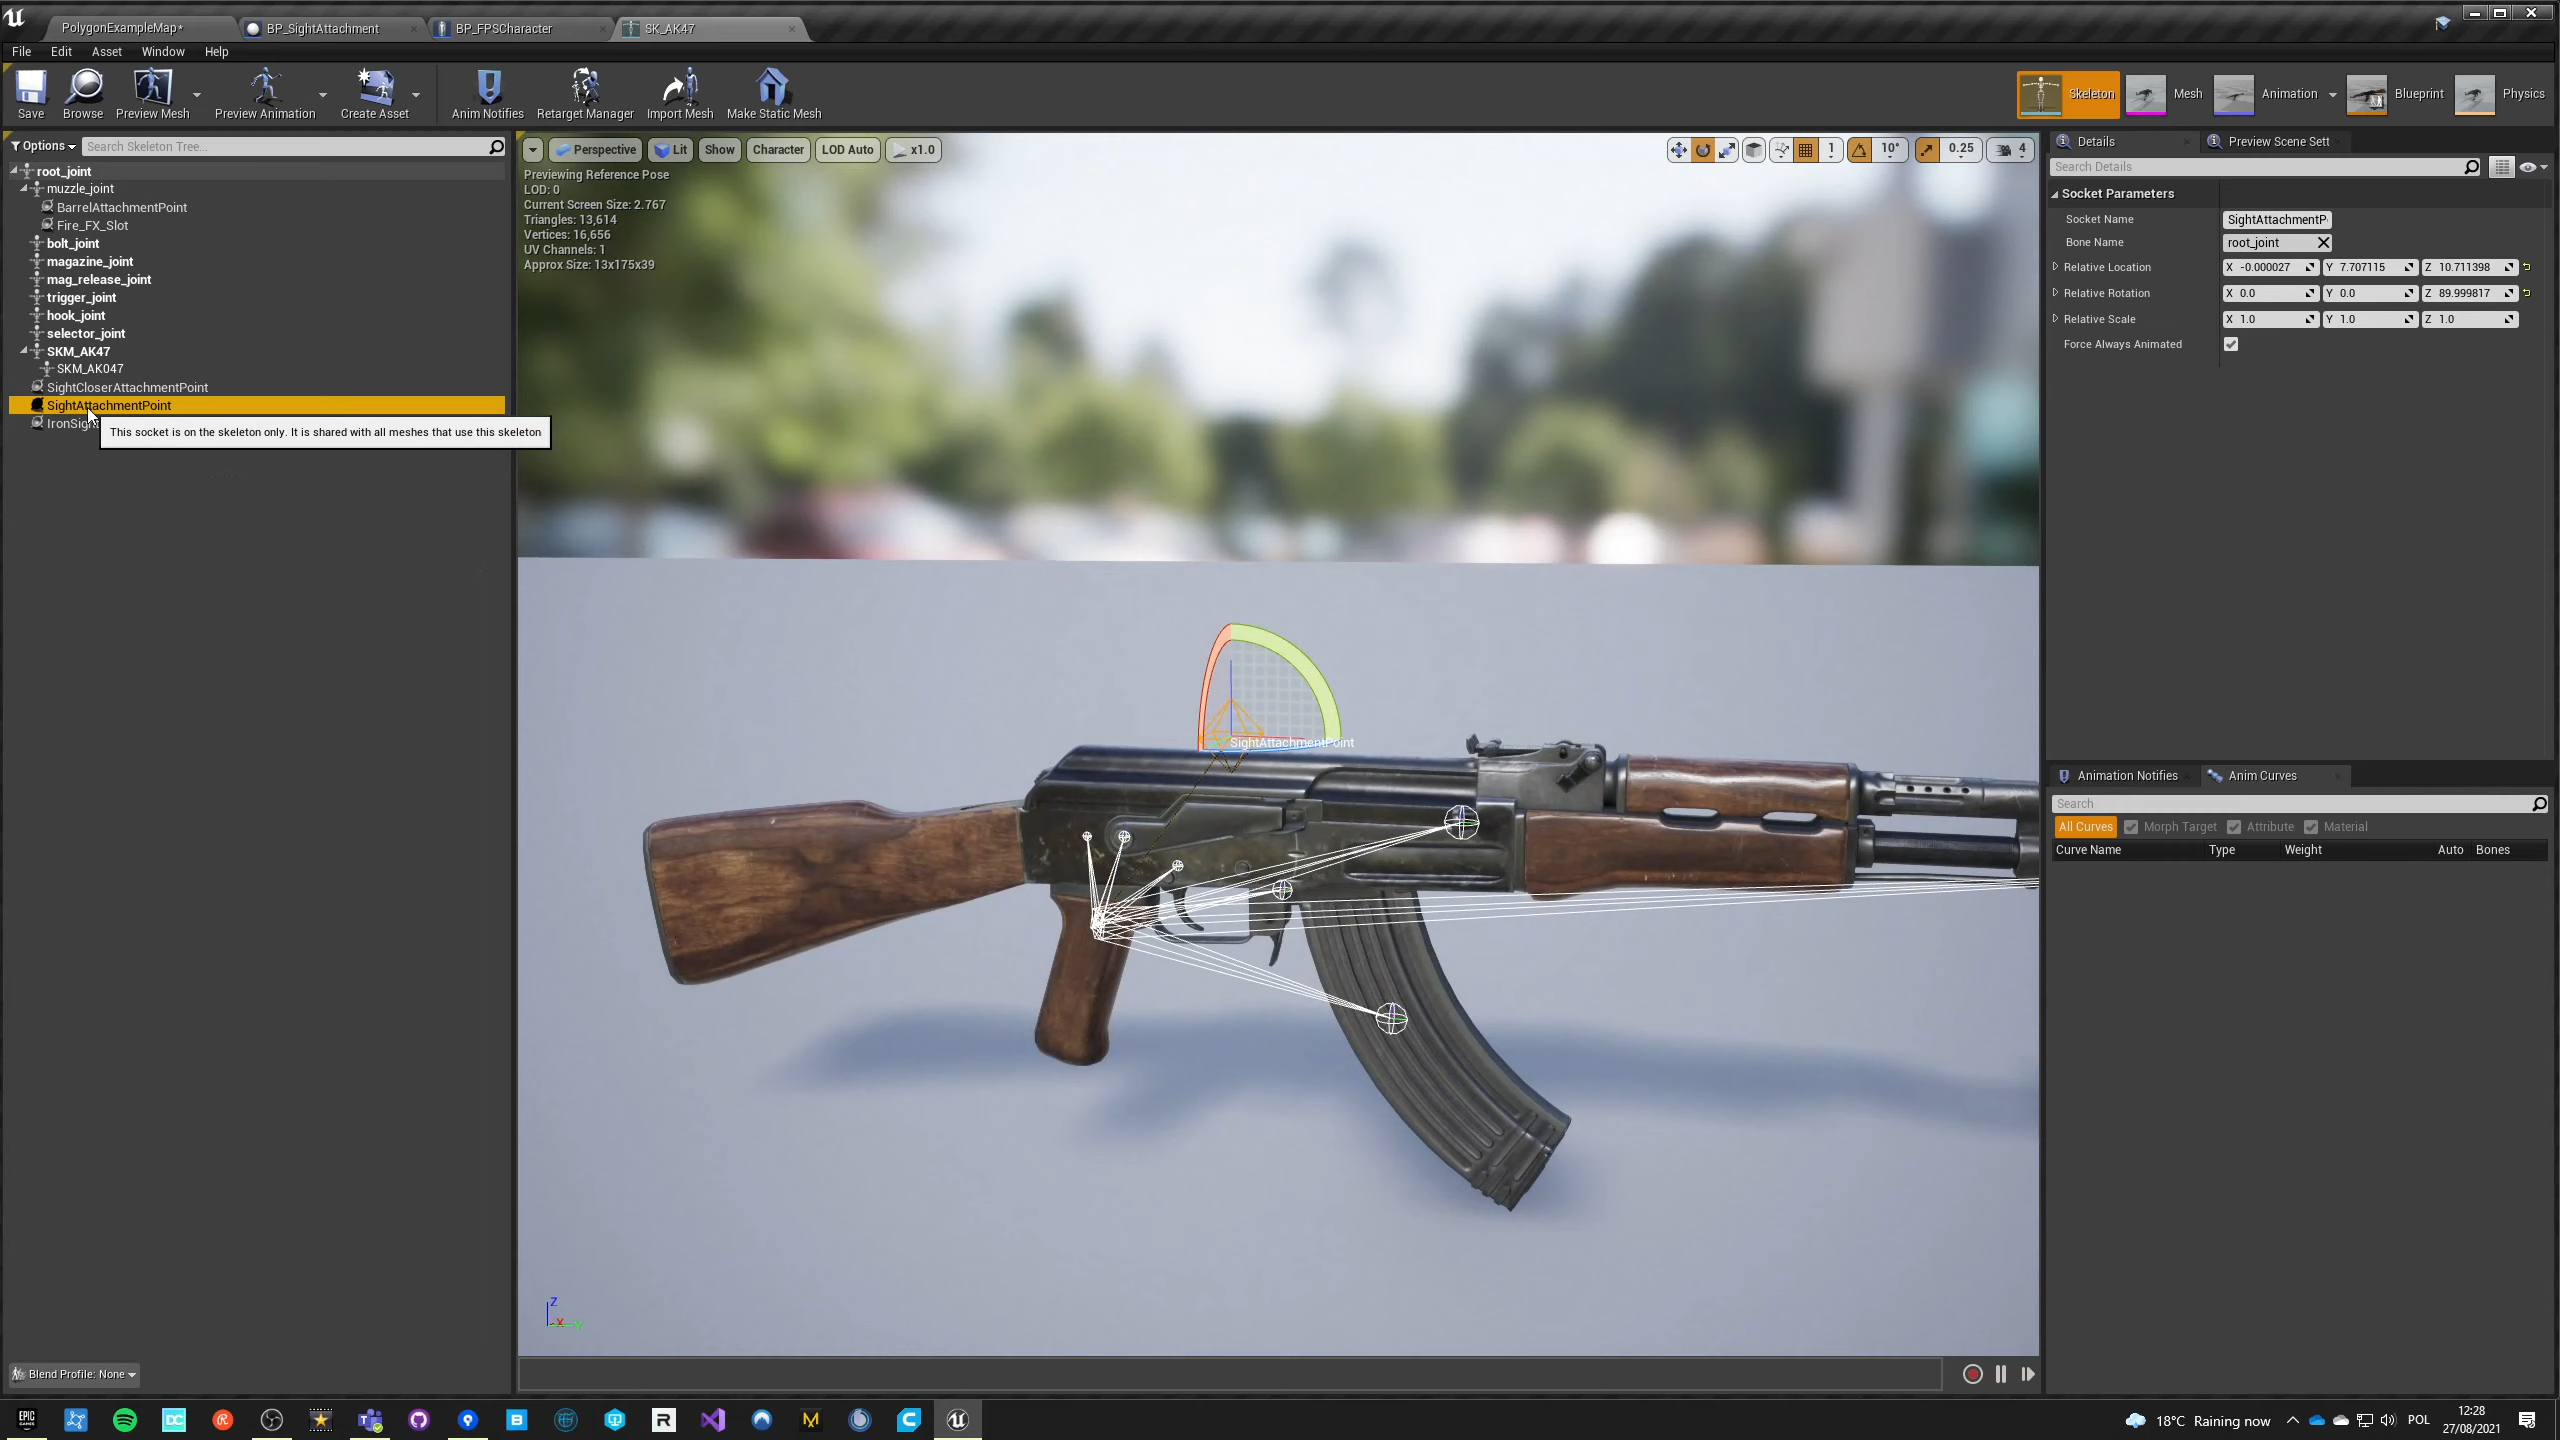 PolygonExampleMap*
BP_SightAttachment
BP_FPSCharacter
SK_AK47
File Edit Asset Window Help
Save
Browse
Preview Mesh
Preview Animation
Create Asset
Anim Notifies
Retarget Manager
Import Mesh
Make Static Mesh
Skeleton
Mesh
Animation
Blueprint
Physics
Options
Search Skeleton Tree...
root_joint
muzzle_joint
BarrelAttachmentPoint
Fire_FX_Slot
bolt_joint
magazine_joint
mag_release_joint
trigger_joint
hook_joint
selector_joint
SKM_AK47
SKM_AK047
SightCloserAttachmentPoint
SightAttachmentPoint
IronSight
This socket is on the skeleton only. It is shared with all meshes that use this skeleton
Blend Profile: None
Perspective Lit Show Character LOD Auto x1.0
1 10° 0.25 4
Previewing Reference Pose
LOD: 0
Current Screen Size: 2.767
Triangles: 13,614
Vertices: 16,656
UV Channels: 1
Approx Size: 13x175x39
SightAttachmentPoint
Z
X Y
Details
Preview Scene Sett
Search Details
Socket Parameters
Socket Name SightAttachmentP
Bone Name root_joint
Relative Location X -0.000027 Y 7.707115 Z 10.711398
Relative Rotation X 0.0 Y 0.0 Z 89.999817
Relative Scale X 1.0 Y 1.0 Z 1.0
Force Always Animated
Animation Notifies
Anim Curves
Search
All Curves Morph Target Attribute Material
Curve Name Type Weight Auto Bones
EPIC GAMES
DC
R
18°C Raining now
POL
12:28
27/08/2021